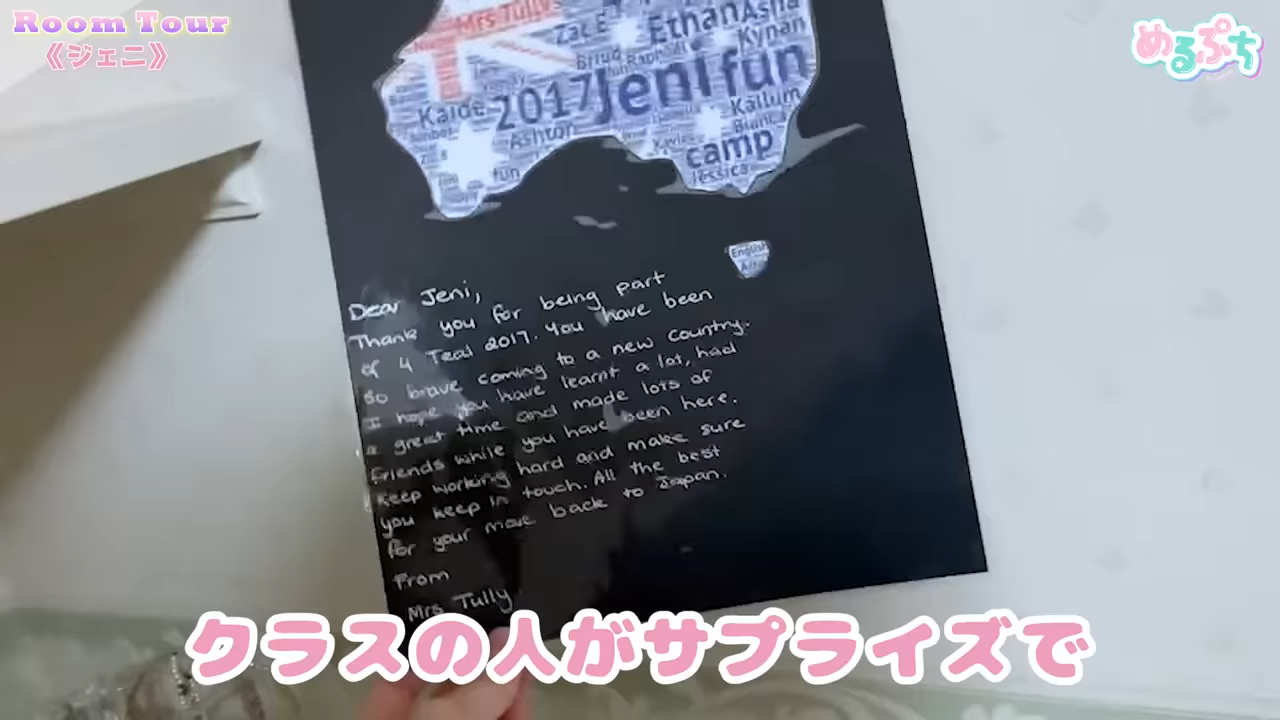 Room Tour
《ジェニ》
めるぷち
Mrs Tully
Zac E
Ethan
Asha
Kynan
Raphael
2017
Jeni
fun
Kallum
Bianca
Ashton
fun
camp
Jessica
English
Dear Jeni,
Thank you for being part
of 4 Teal 2017. You have been
so brave coming to a new country.
I hope you have learnt a lot, had
a great time and made lots of
friends while you have been here.
Keep working hard and make sure
you keep in touch. All the best
for your move back to Japan.
From
Mrs Tully
クラスの人がサプライズで